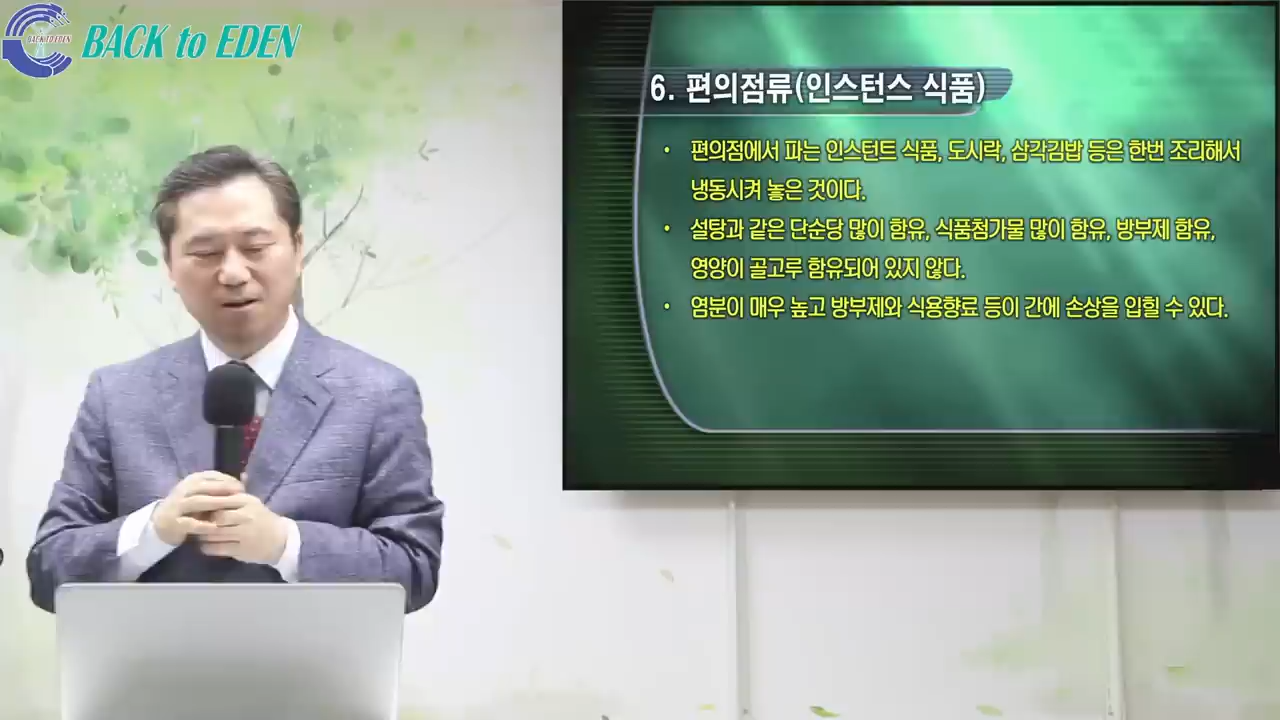 BACK TO EDEN
BACK to EDEN
6. 편의점류(인스턴스 식품)
• 편의점에서 파는 인스턴트 식품, 도시락, 삼각김밥 등은 한번 조리해서
냉동시켜 놓은 것이다.
• 설탕과 같은 단순당 많이 함유, 식품첨가물 많이 함유, 방부제 함유,
영양이 골고루 함유되어 있지 않다.
• 염분이 매우 높고 방부제와 식용향료 등이 간에 손상을 입힐 수 있다.